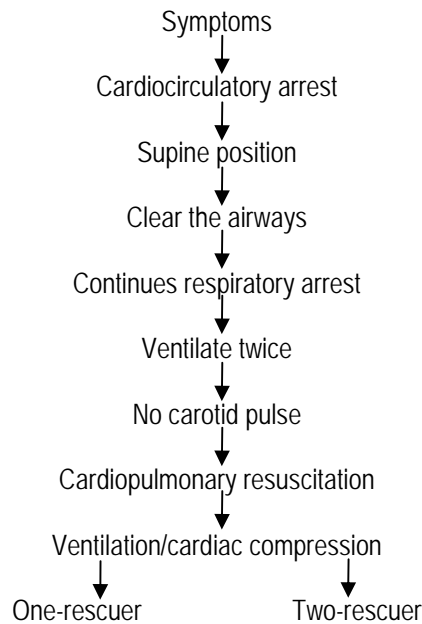 Symptoms
Cardiocirculatory arrest
Supine position
Clear the airways
Continues respiratory arrest
Ventilate twice
No carotid pulse
Cardiopulmonary resuscitation
Ventilation/cardiac compression
One-rescuer Two-rescuer